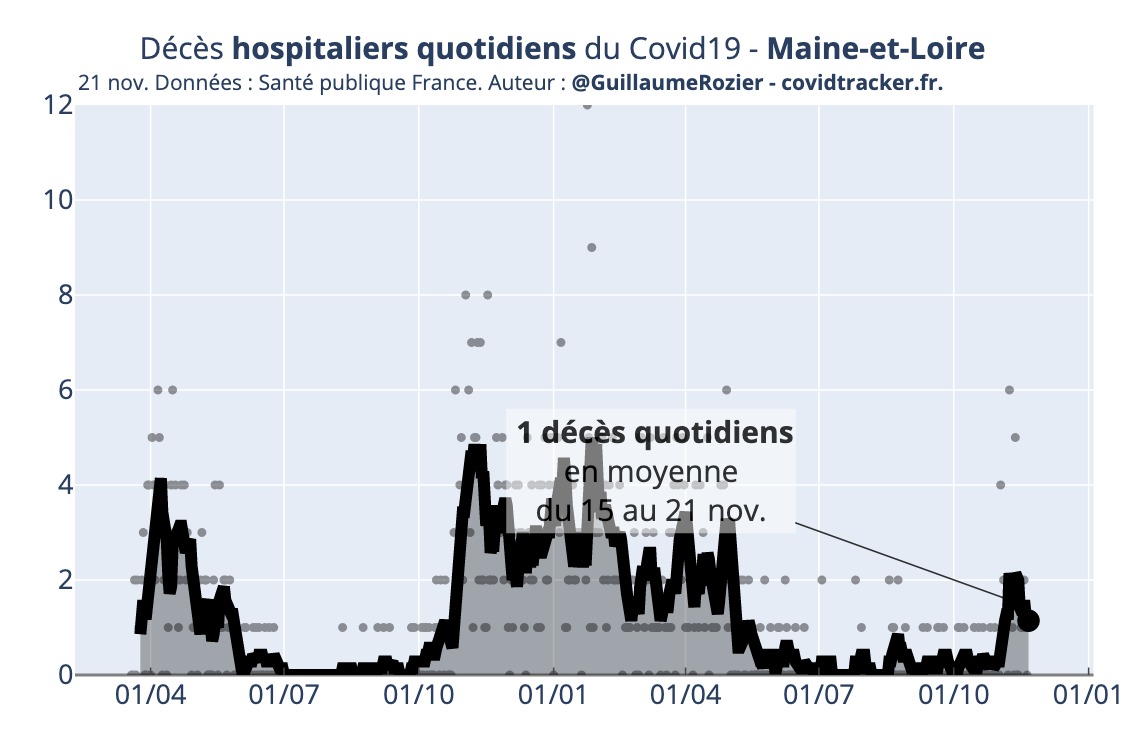 Décès hospitaliers quotidiens du Covid19 - Maine-et-Loire
21 nov. Données : Santé publique France. Auteur : @GuillaumeRozier - covidtracker.fr.
12
10
8
6
4
2
0
1 décès quotidiens
en moyenne
du 15 au 21 nov.
01/04 01/07 01/10 01/01 01/04 01/07 01/10 01/01